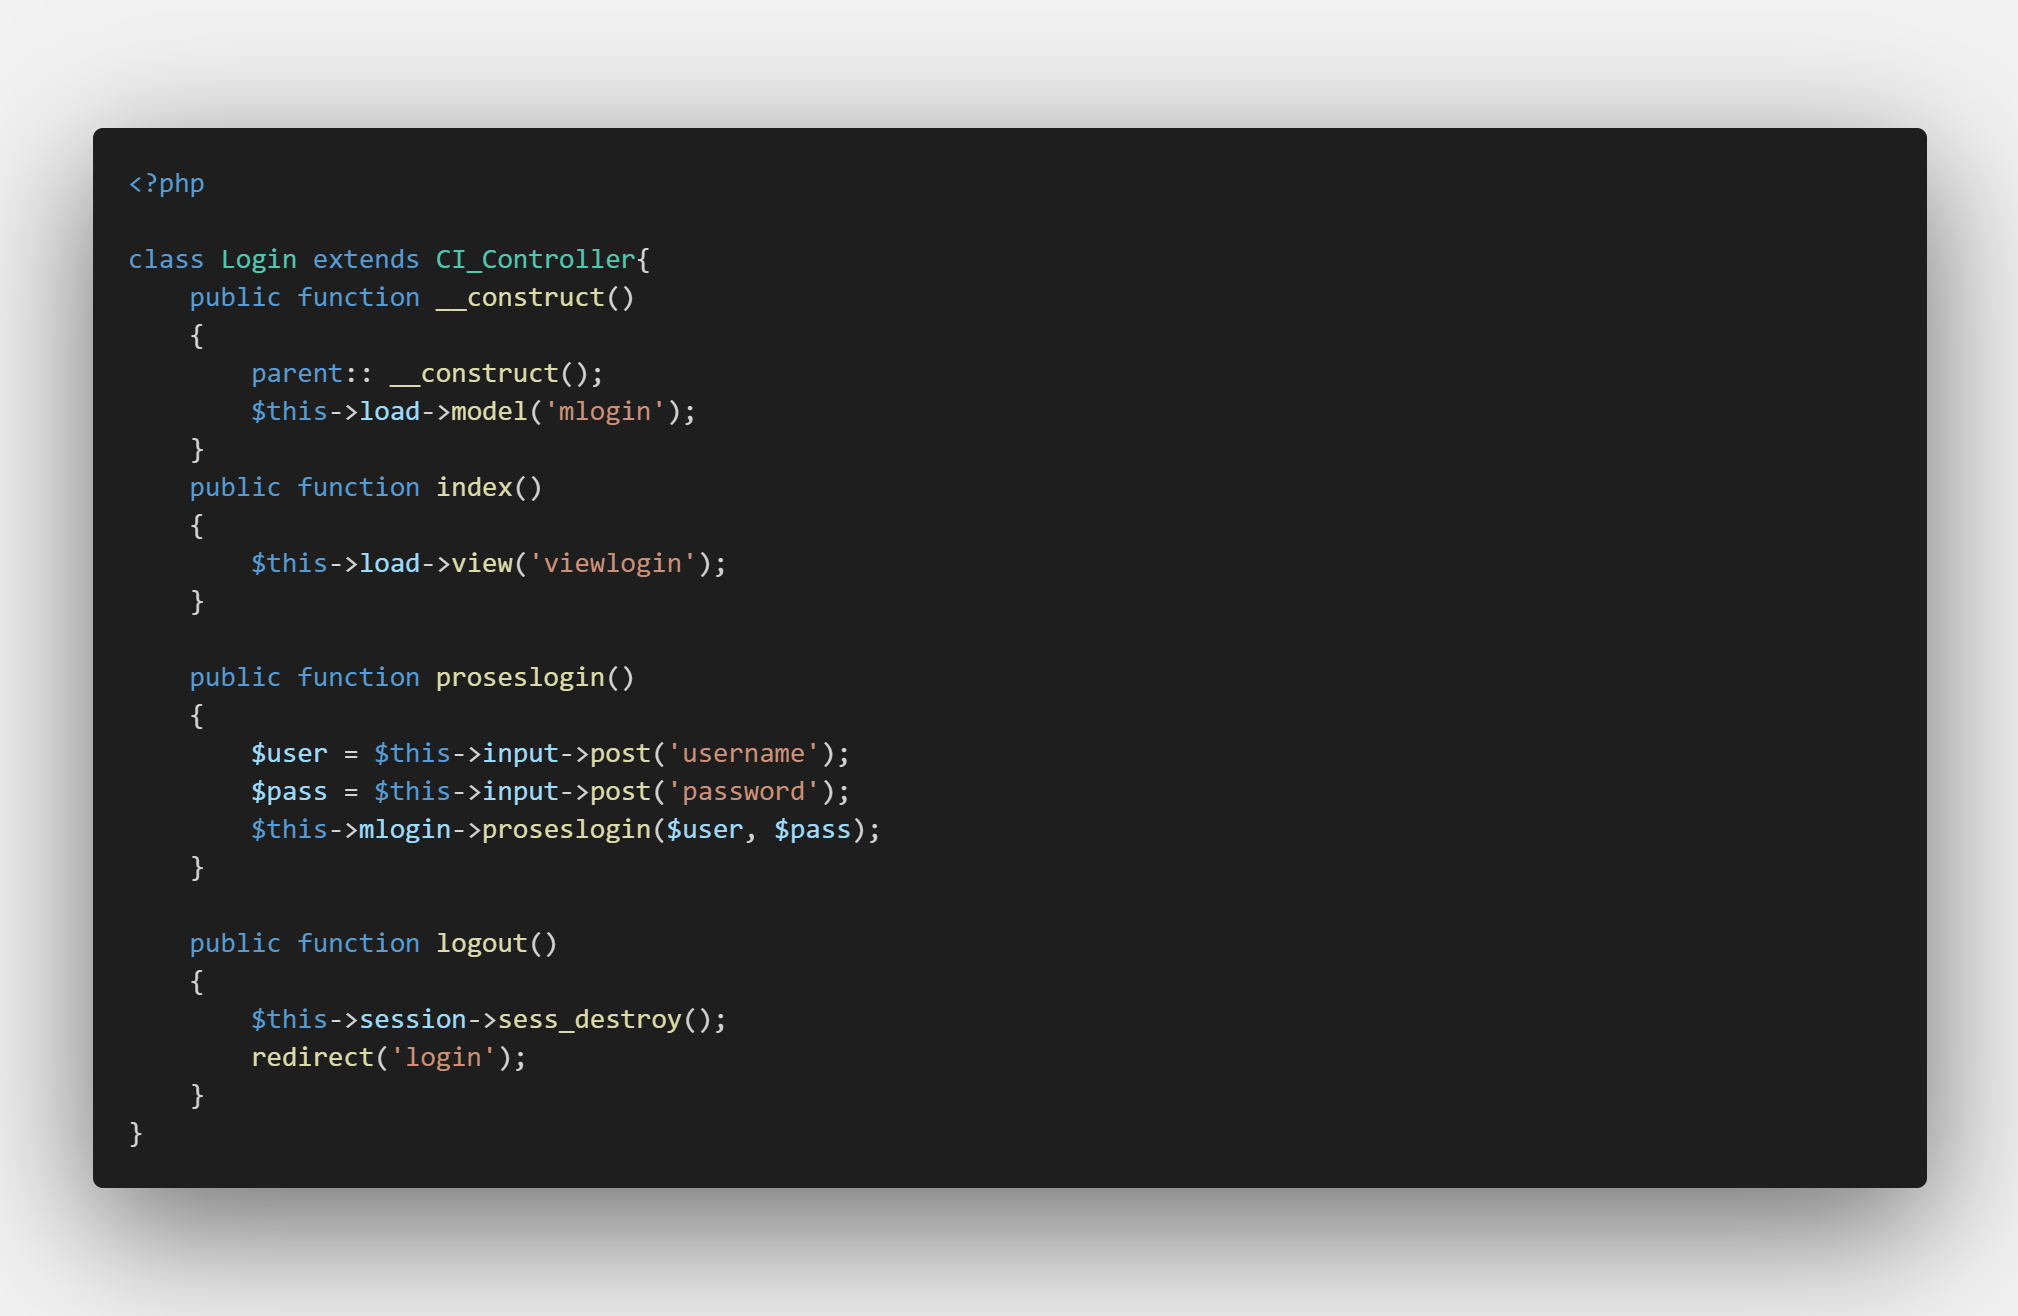 <?php

class Login extends CI_Controller{
    public function __construct()
    {
        parent:: __construct();
        $this->load->model('mlogin');
    }
    public function index()
    {
        $this->load->view('viewlogin');
    }

    public function proseslogin()
    {
        $user = $this->input->post('username');
        $pass = $this->input->post('password');
        $this->mlogin->proseslogin($user, $pass);
    }

    public function logout()
    {
        $this->session->sess_destroy();
        redirect('login');
    }
}